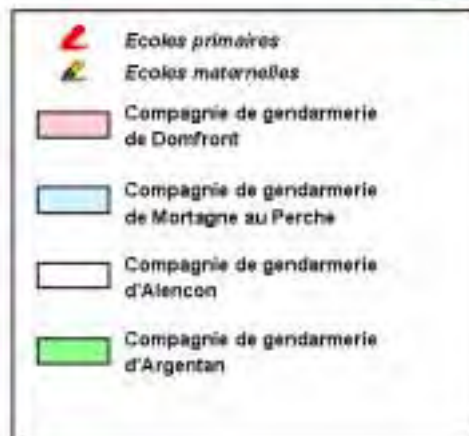 Ecoles primaires
Ecoles maternelles
Compagnie de gendarmerie
de Domfront
Compagnie de gendarmerie
de Mortagne au Perche
Compagnie de gendarmerie
d'Alencon
Compagnie de gendarmerie
d'Argentan